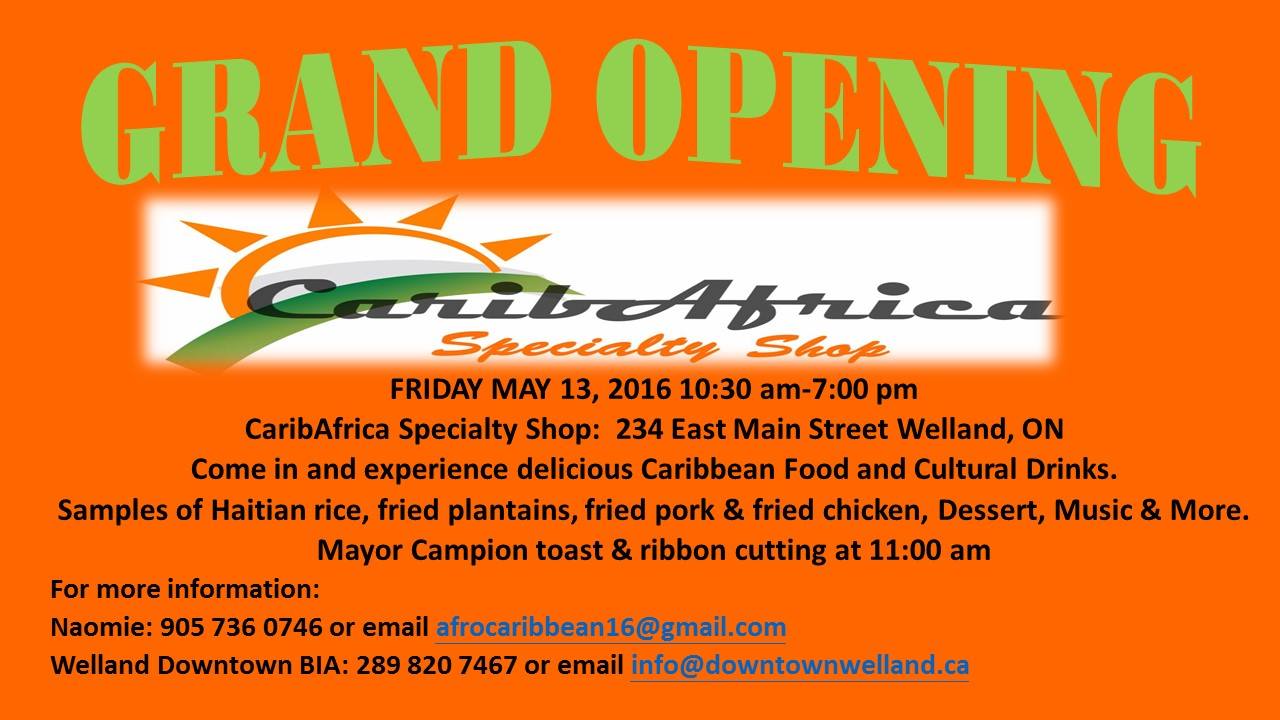 GRAND OPENING
CaribAfrica
Specialty Shop
FRIDAY MAY 13, 2016 10:30 am-7:00 pm
CaribAfrica Specialty Shop:  234 East Main Street Welland, ON
Come in and experience delicious Caribbean Food and Cultural Drinks.
Samples of Haitian rice, fried plantains, fried pork & fried chicken, Dessert, Music & More.
Mayor Campion toast & ribbon cutting at 11:00 am
For more information:
Naomie: 905 736 0746 or email afrocaribbean16@gmail.com
Welland Downtown BIA: 289 820 7467 or email info@downtownwelland.ca